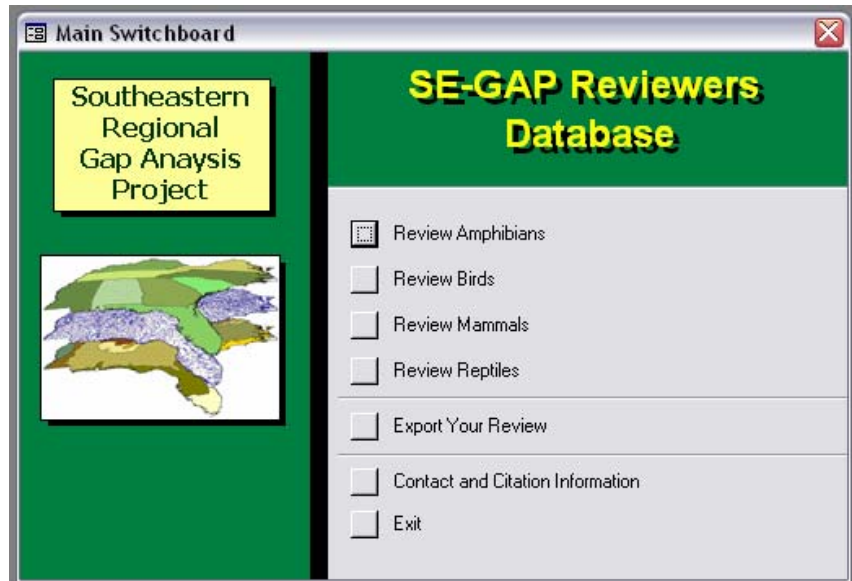 Main Switchboard
Southeastern
Regional
Gap Anaysis
Project
SE-GAP Reviewers
Database
Review Amphibians
Review Birds
Review Mammals
Review Reptiles
Export Your Review
Contact and Citation Information
Exit